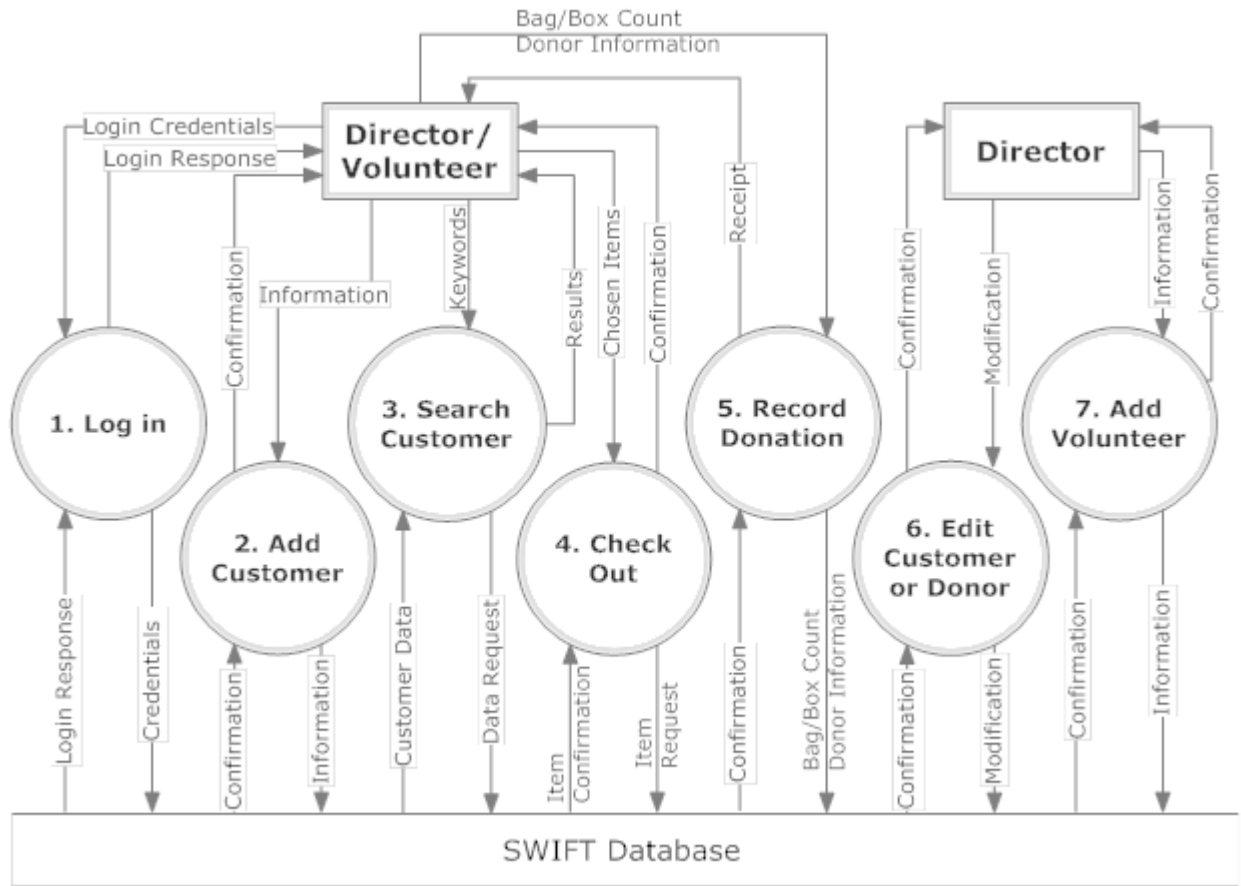 Bag/Box Count
Donor Information
Login Credentials
Login Response
Director/
Volunteer
Director
Confirmation
Information
Keywords
Results
Chosen Items
Confirmation
Receipt
Confirmation
Modification
Information
Confirmation
1. Log in
2. Add
Customer
3. Search
Customer
4. Check
Out
5. Record
Donation
6. Edit
Customer
or Donor
7. Add
Volunteer
Login Response
Credentials
Confirmation
Information
Customer Data
Data Request
Item
Confirmation
Item
Request
Confirmation
Bag/Box Count
Donor Information
Confirmation
Modification
Confirmation
Information
SWIFT Database